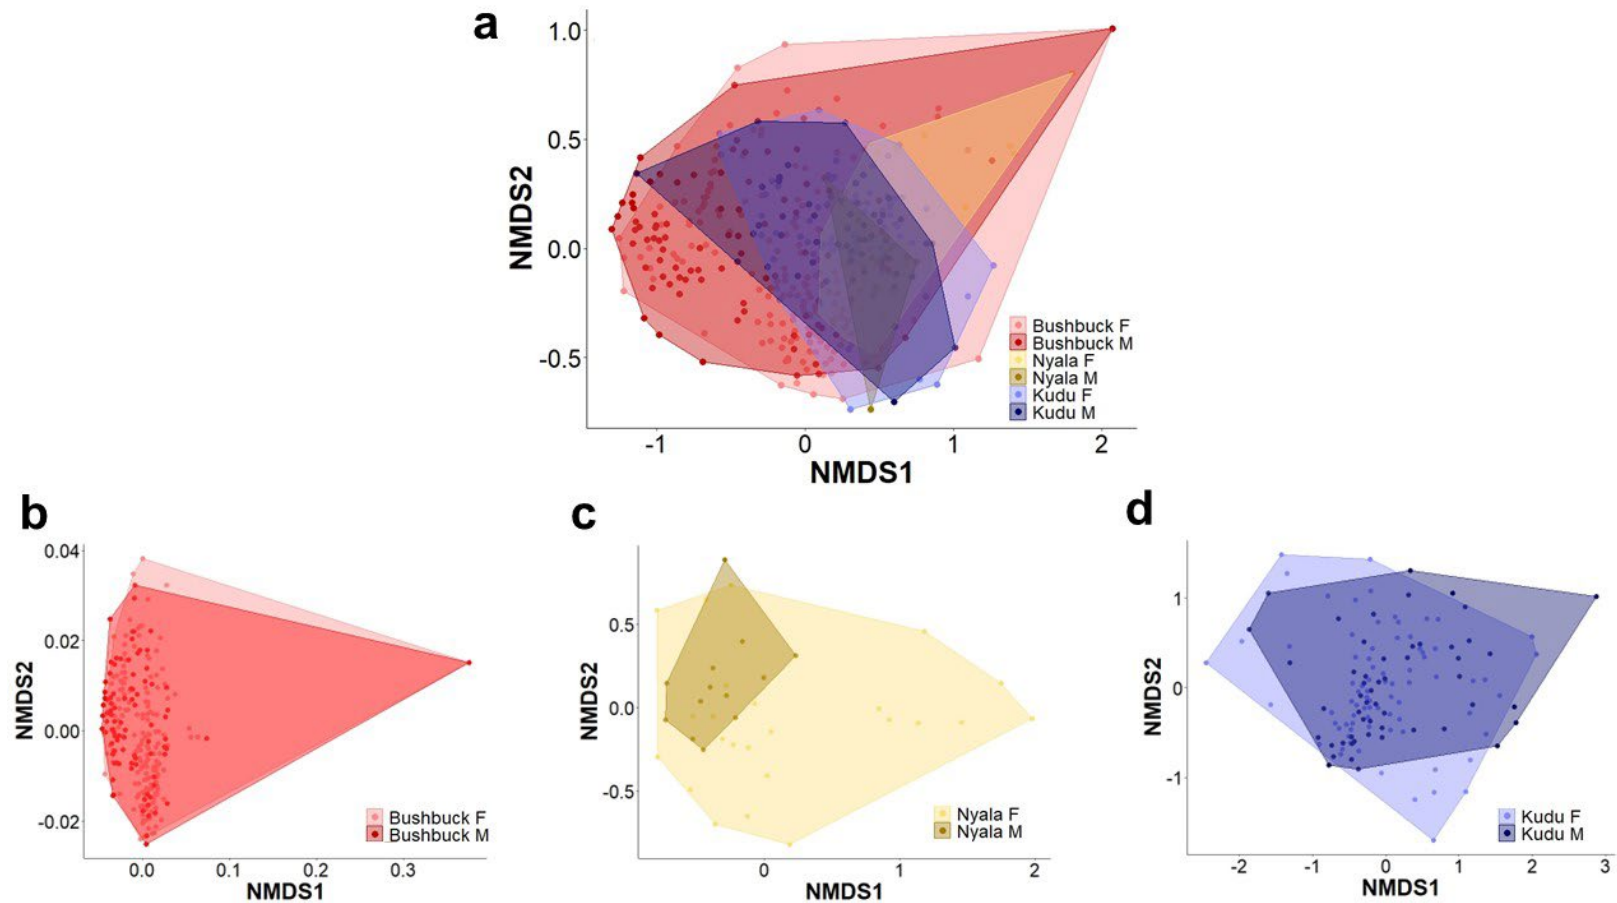 a
1.0
0.5
0.0
-0.5
NMDS2
-1 0 1 2
NMDS1
Bushbuck F
Bushbuck M
Nyala F
Nyala M
Kudu F
Kudu M
b
0.04
0.02
0.00
-0.02
NMDS2
0.0 0.1 0.2 0.3
NMDS1
Bushbuck F
Bushbuck M
c
0.5
0.0
-0.5
NMDS2
0 1 2
NMDS1
Nyala F
Nyala M
d
1
0
-1
NMDS2
-2 -1 0 1 2 3
NMDS1
Kudu F
Kudu M